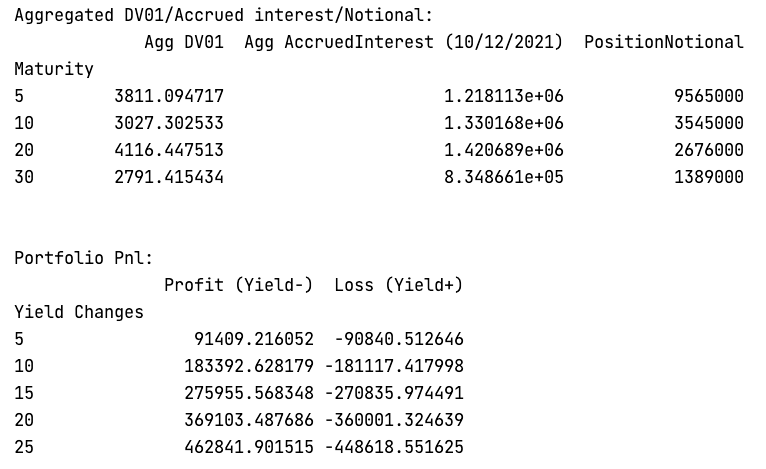 Aggregated DV01/Accrued interest/Notional:
Agg DV01 Agg AccruedInterest (10/12/2021) PositionNotional
Maturity
5 3811.094717 1.218113e+06 9565000
10 3027.302533 1.330168e+06 3545000
20 4116.447513 1.420689e+06 2676000
30 2791.415434 8.348661e+05 1389000
Portfolio Pnl:
Profit (Yield-) Loss (Yield+)
Yield Changes
5 91409.216052 -90840.512646
10 183392.628179 -181117.417998
15 275955.568348 -270835.974491
20 369103.487686 -360001.324639
25 462841.901515 -448618.551625